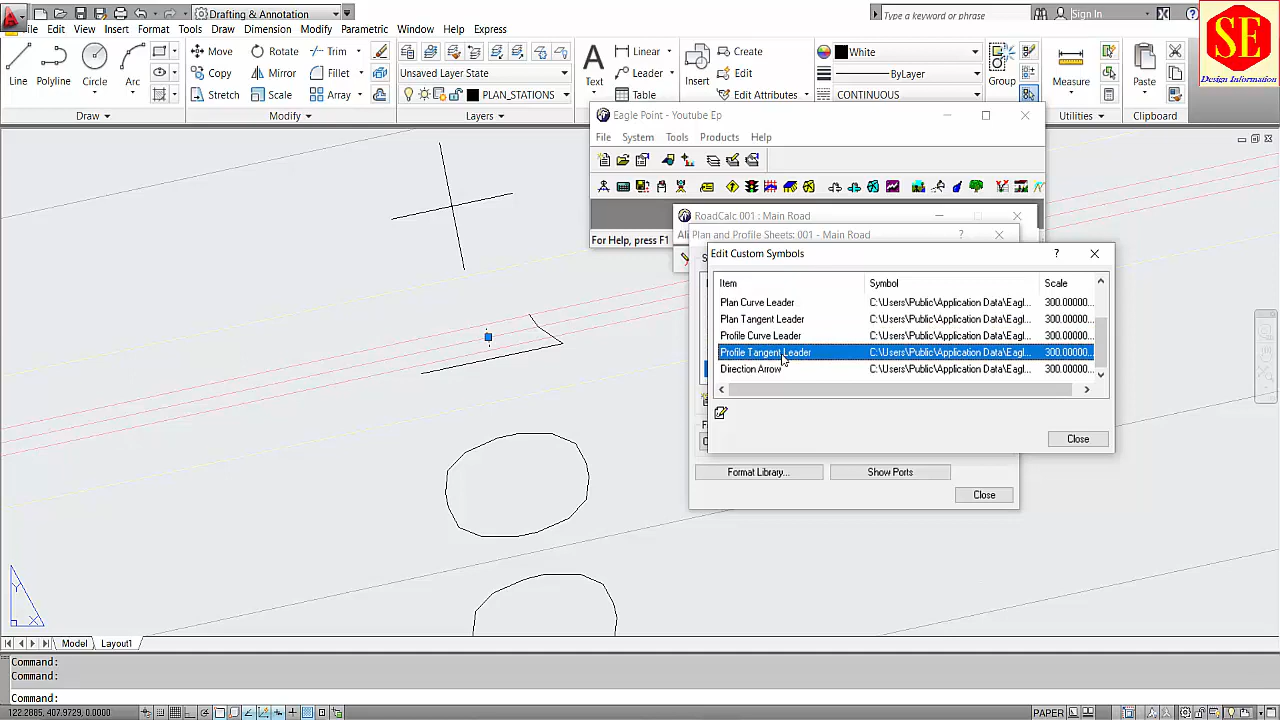 Drafting & Annotation
Type a keyword or phrase
Sign In
SE
Design Information
Edit View Insert Format Tools Draw Dimension Modify Parametric Window Help Express
Move Rotate Trim
Copy Mirror Fillet
Stretch Scale Array
Line Polyline Circle Arc
Draw
Modify
Unsaved Layer State
PLAN_STATIONS
Layers
Text
Linear
Leader
Table
Insert
Create
Edit
Edit Attributes
White
ByLayer
CONTINUOUS
Group
Measure
Utilities
Paste
Clipboard
Eagle Point - Youtube Ep
File System Tools Products Help
For Help, press F1
RoadCalc 001 : Main Road
Plan and Profile Sheets: 001 - Main Road
Edit Custom Symbols
Item Symbol Scale
Plan Curve Leader C:\Users\Public\Application Data\Eagl... 300.00000...
Plan Tangent Leader C:\Users\Public\Application Data\Eagl... 300.00000...
Profile Curve Leader C:\Users\Public\Application Data\Eagl... 300.00000...
Profile Tangent Leader C:\Users\Public\Application Data\Eagl... 300.00000...
Direction Arrow C:\Users\Public\Application Data\Eagl... 300.00000...
Close
Format Library... Show Ports
Close
Y
X
Model Layout1
Command:
Command:
Command:
122.2885, 407.9729, 0.0000
PAPER